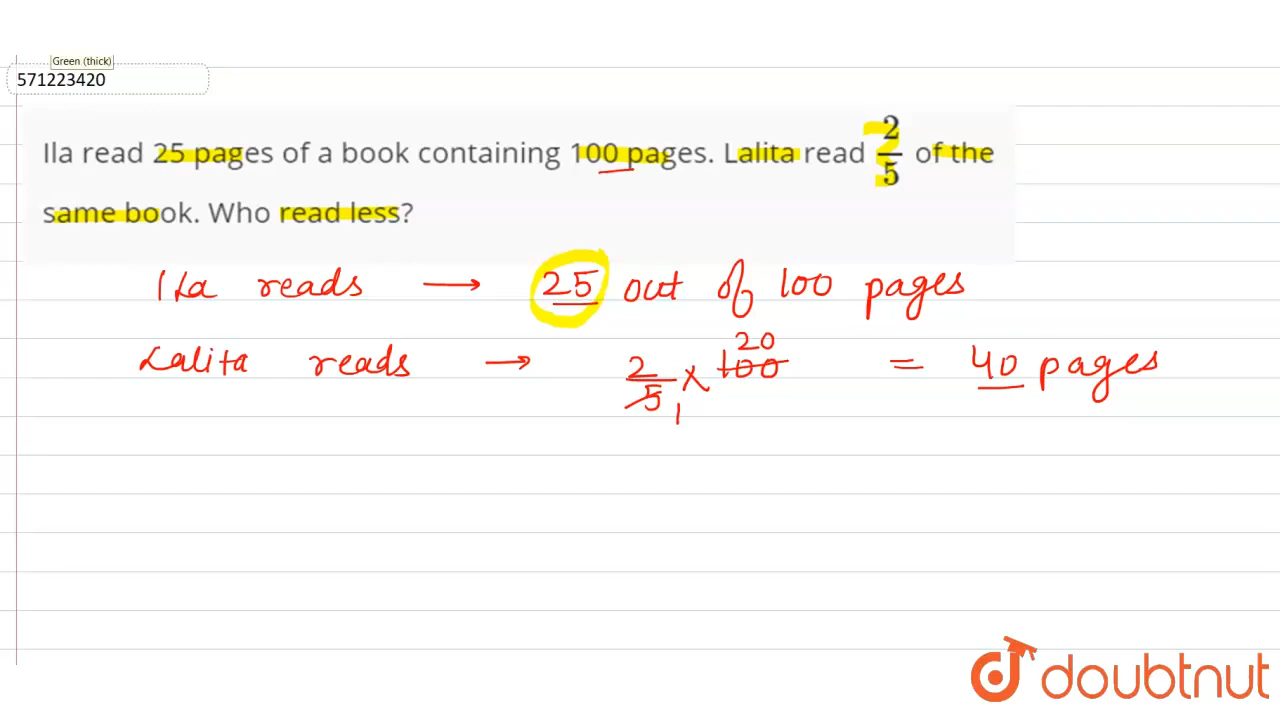 Green (thick)
571223420
Ila read 25 pages of a book containing 100 pages. Lalita read 2/5 of the
same book. Who read less?
Ila reads → 25 out of 100 pages
Lalita reads → 2/5 × 100 = 40 pages
20
1
doubtnut